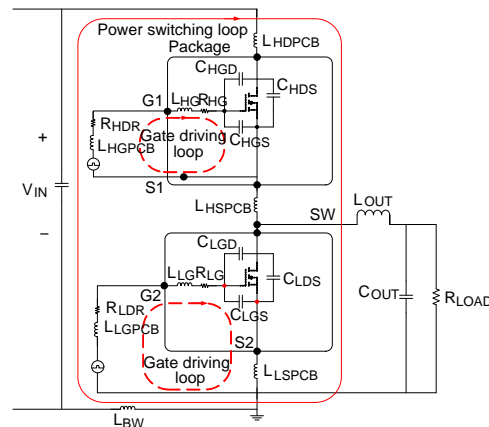 Power switching loop
Package
LHDPCB
CHGD
G1
LHG
RHG
CHDS
RHDR
Gate driving
loop
CHGS
LHGPCB
+
S1
VIN
LHSPCB
SW
LOUT
−
CLGD
LLG
RLG
G2
CLDS
COUT
RLOAD
RLDR
CLGS
LLGPCB
S2
Gate driving
loop
LLSPCB
LBW